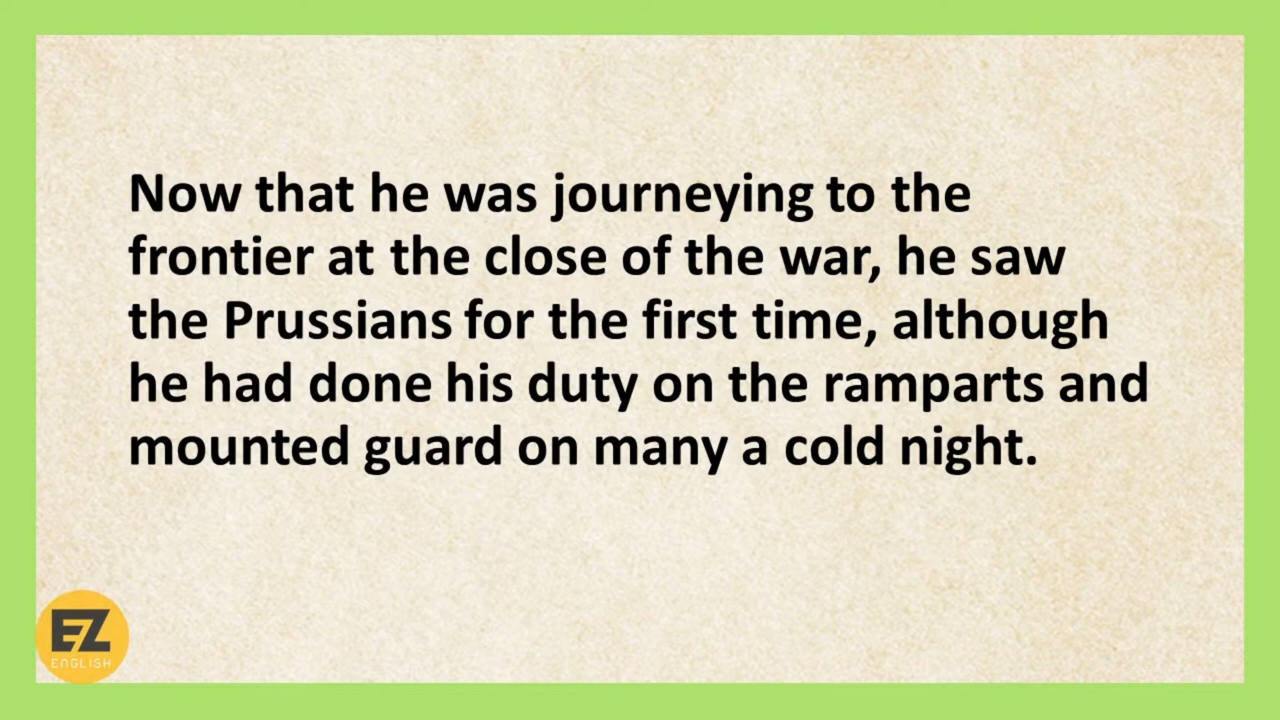 Now that he was journeying to the
frontier at the close of the war, he saw
the Prussians for the first time, although
he had done his duty on the ramparts and
mounted guard on many a cold night.
EZ
ENGLISH